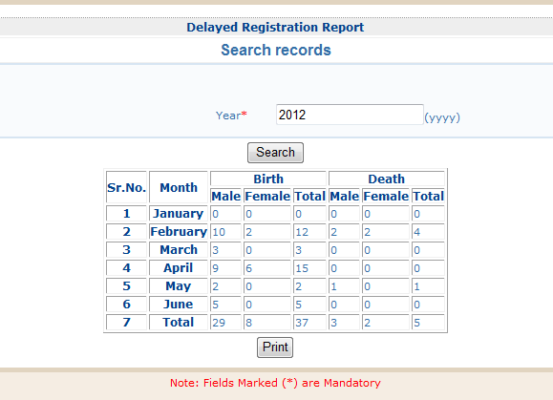 Delayed Registration Report
Search records
Year* 2012 (yyyy)
Search
Sr.No. Month Birth Death
Male Female Total Male Female Total
1 January 0 0 0 0 0 0
2 February 10 2 12 2 2 4
3 March 3 0 3 0 0 0
4 April 9 6 15 0 0 0
5 May 2 0 2 1 0 1
6 June 5 0 5 0 0 0
7 Total 29 8 37 3 2 5
Print
Note: Fields Marked (*) are Mandatory